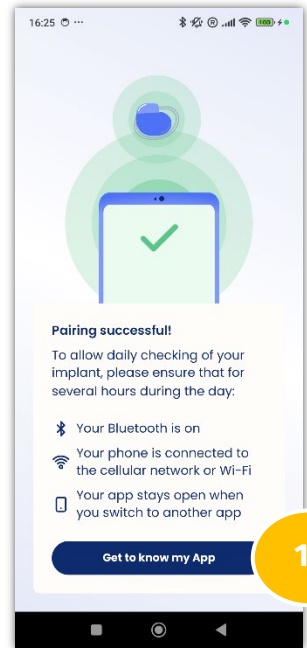 16:25
100
Pairing successful!
To allow daily checking of your
implant, please ensure that for
several hours during the day:
Your Bluetooth is on
Your phone is connected to
the cellular network or Wi-Fi
Your app stays open when
you switch to another app
Get to know my App
1